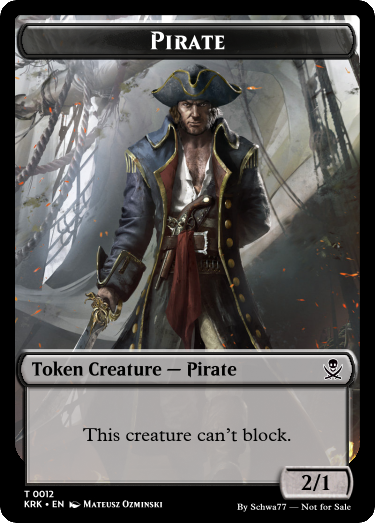 Pirate
Token Creature — Pirate
This creature can't block.
2/1
T 0012
KRK • EN Mateusz Ozminski
By Schwa77 — Not for Sale